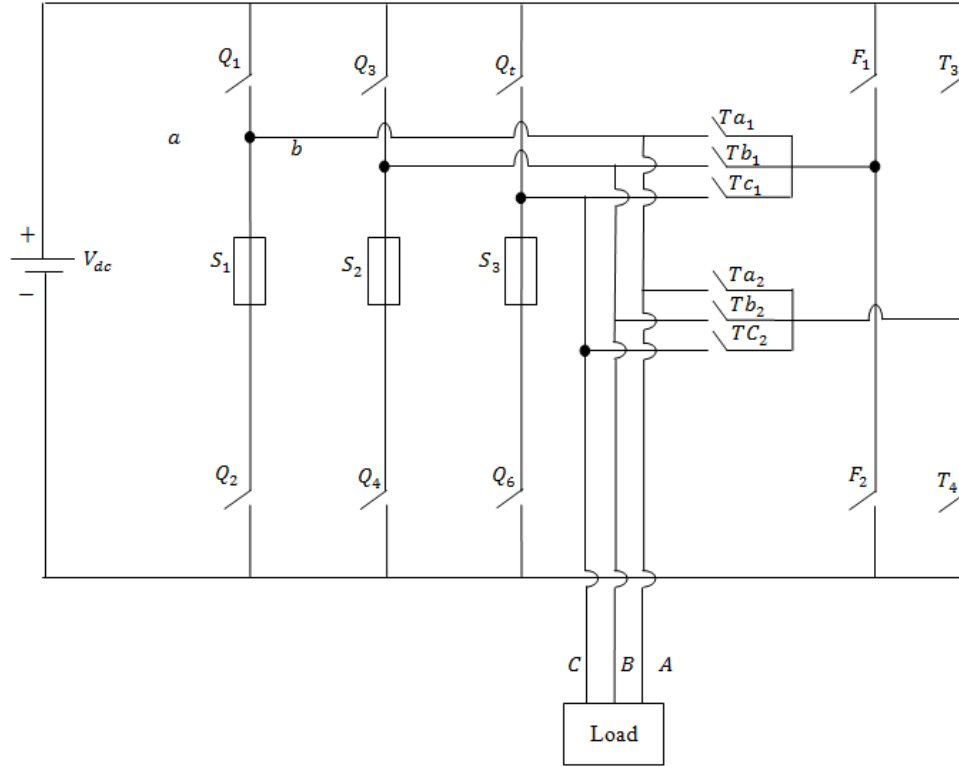 Q₁
Q₃
Qₜ
F₁
T₃
a
b
Ta₁
Tb₁
Tc₁
+
V_dc
−
S₁
S₂
S₃
Ta₂
Tb₂
TC₂
Q₂
Q₄
Q₆
F₂
T₄
C
B
A
Load